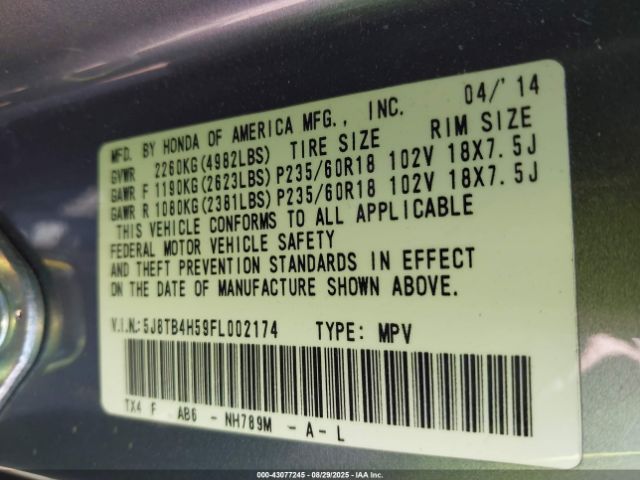 MFD. BY HONDA OF AMERICA MFG., INC. 04/'14
GVWR 2260KG(4982LBS) TIRE SIZE RIM SIZE
GAWR F 1190KG(2623LBS) P235/60R18 102V 18X7.5J
GAWR R 1080KG(2381LBS) P235/60R18 102V 18X7.5J
THIS VEHICLE CONFORMS TO ALL APPLICABLE
FEDERAL MOTOR VEHICLE SAFETY
AND THEFT PREVENTION STANDARDS IN EFFECT
ON THE DATE OF MANUFACTURE SHOWN ABOVE.
V.I.N.:5J8TB4H59FL002174 TYPE: MPV
TX4 F AB6 - NH789M - A - L
000-43077245 - 08/29/2025 - IAAI.COM